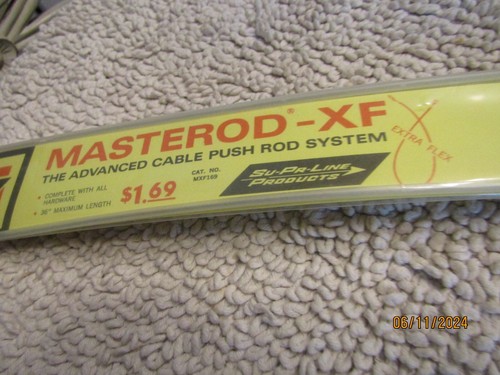 MASTEROD®-XF
THE ADVANCED CABLE PUSH ROD SYSTEM
• COMPLETE WITH ALL
HARDWARE
• 36" MAXIMUM LENGTH
$1.69
CAT. NO.
MXF169
SU-PR-LINE
PRODUCTS
EXTRA FLEX
06/11/2024